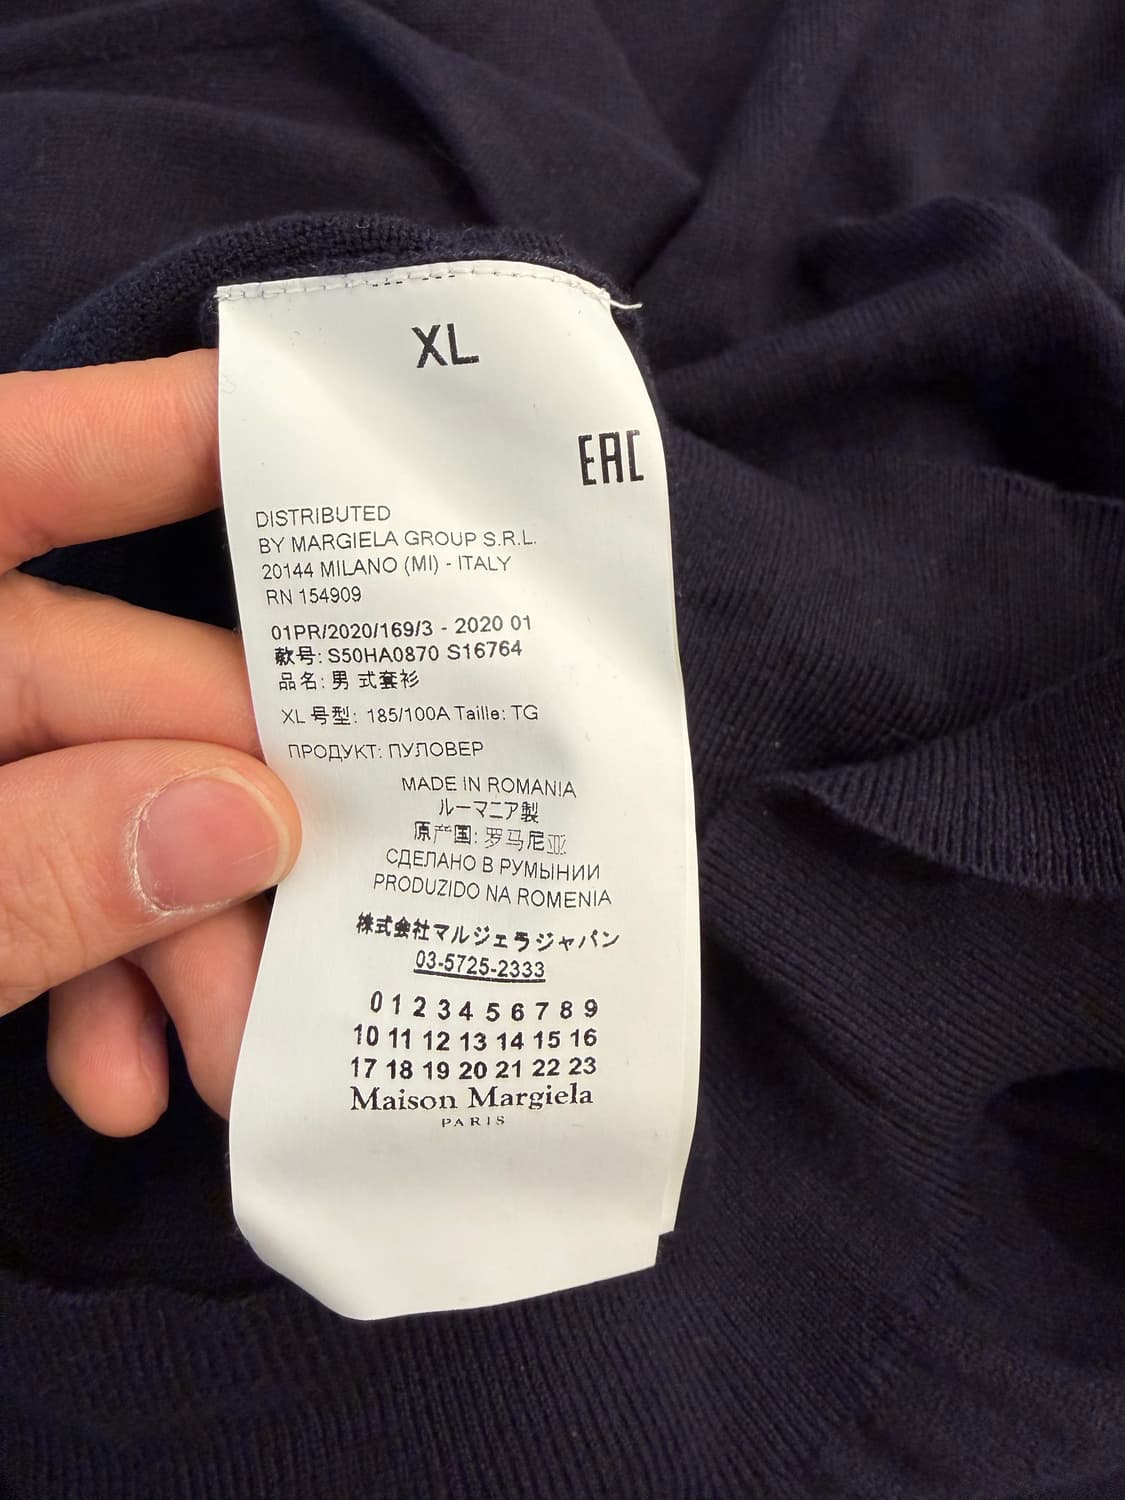 XL
EAC
DISTRIBUTED
BY MARGIELA GROUP S.R.L.
20144 MILANO (MI) - ITALY
RN 154909
01PR/2020/169/3 - 2020 01
款号: S50HA0870 S16764
品名: 男 式套衫
XL 号型: 185/100A Taille: TG
ПРОДУКТ: ПУЛОВЕР
MADE IN ROMANIA
ルーマニア製
原产国: 罗马尼亚
СДЕЛАНО В РУМЫНИИ
PRODUZIDO NA ROMENIA
株式会社マルジェラジャパン
03-5725-2333
0 1 2 3 4 5 6 7 8 9
10 11 12 13 14 15 16
17 18 19 20 21 22 23
Maison Margiela
PARIS